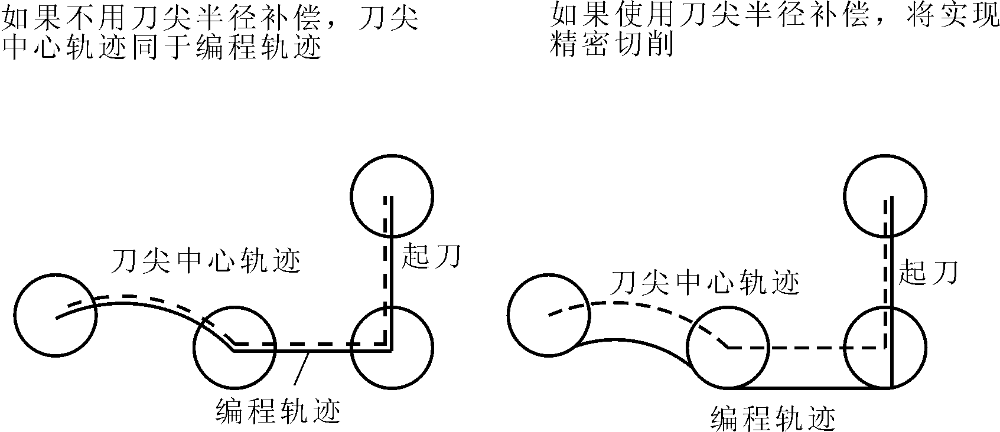 如果不用刀尖半径补偿，刀尖
中心轨迹同于编程轨迹
如果使用刀尖半径补偿，将实现
精密切削
刀尖中心轨迹
起刀
编程轨迹
刀尖中心轨迹
起刀
编程轨迹